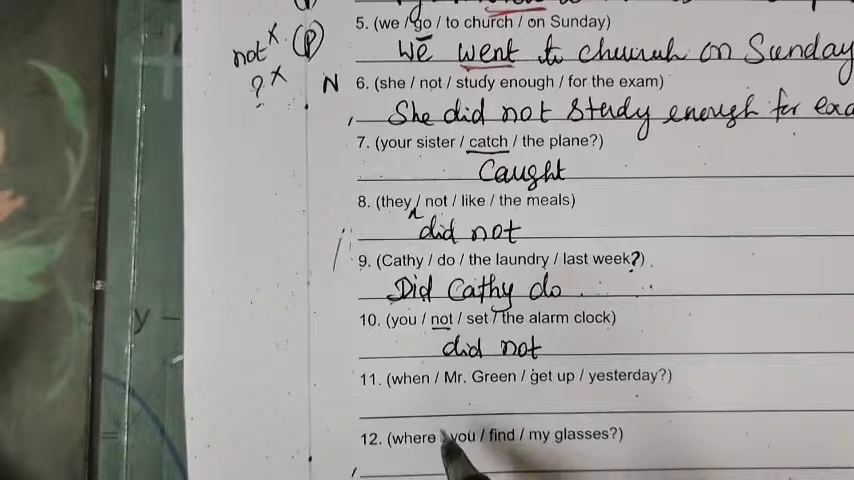 5. (we / go / to church / on Sunday)
not x (P)
We went to church on Sunday
? x
N 6. (she / not / study enough / for the exam)
She did not study enough for exa
7. (your sister / catch / the plane?)
Caught
8. (they / not / like / the meals)
did not
9. (Cathy / do / the laundry / last week?)
Did Cathy do
10. (you / not / set / the alarm clock)
did not
11. (when / Mr. Green / get up / yesterday?)
12. (where / you / find / my glasses?)
y –